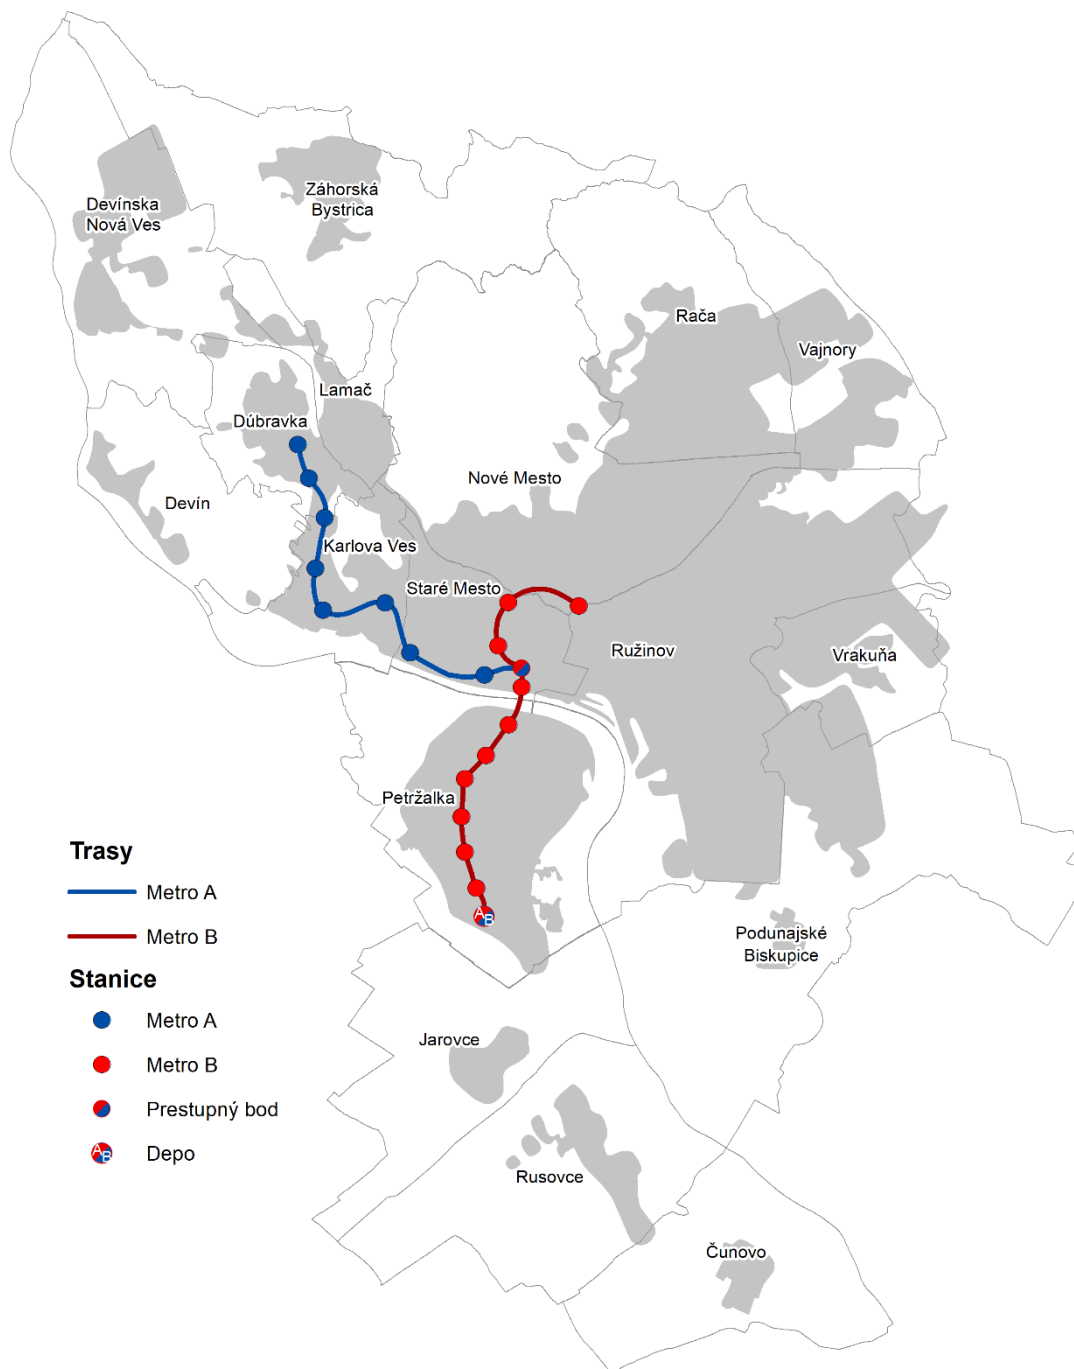 Devínska
Nová Ves
Záhorská
Bystrica
Rača
Vajnory
Lamač
Dúbravka
Nové Mesto
Devín
Karlova Ves
Staré Mesto
Ružinov
Vrakuňa
Petržalka
Trasy
Metro A
Metro B
Stanice
Metro A
Metro B
Prestupný bod
A B
Depo
A B
Podunajské
Biskupice
Jarovce
Rusovce
Čunovo